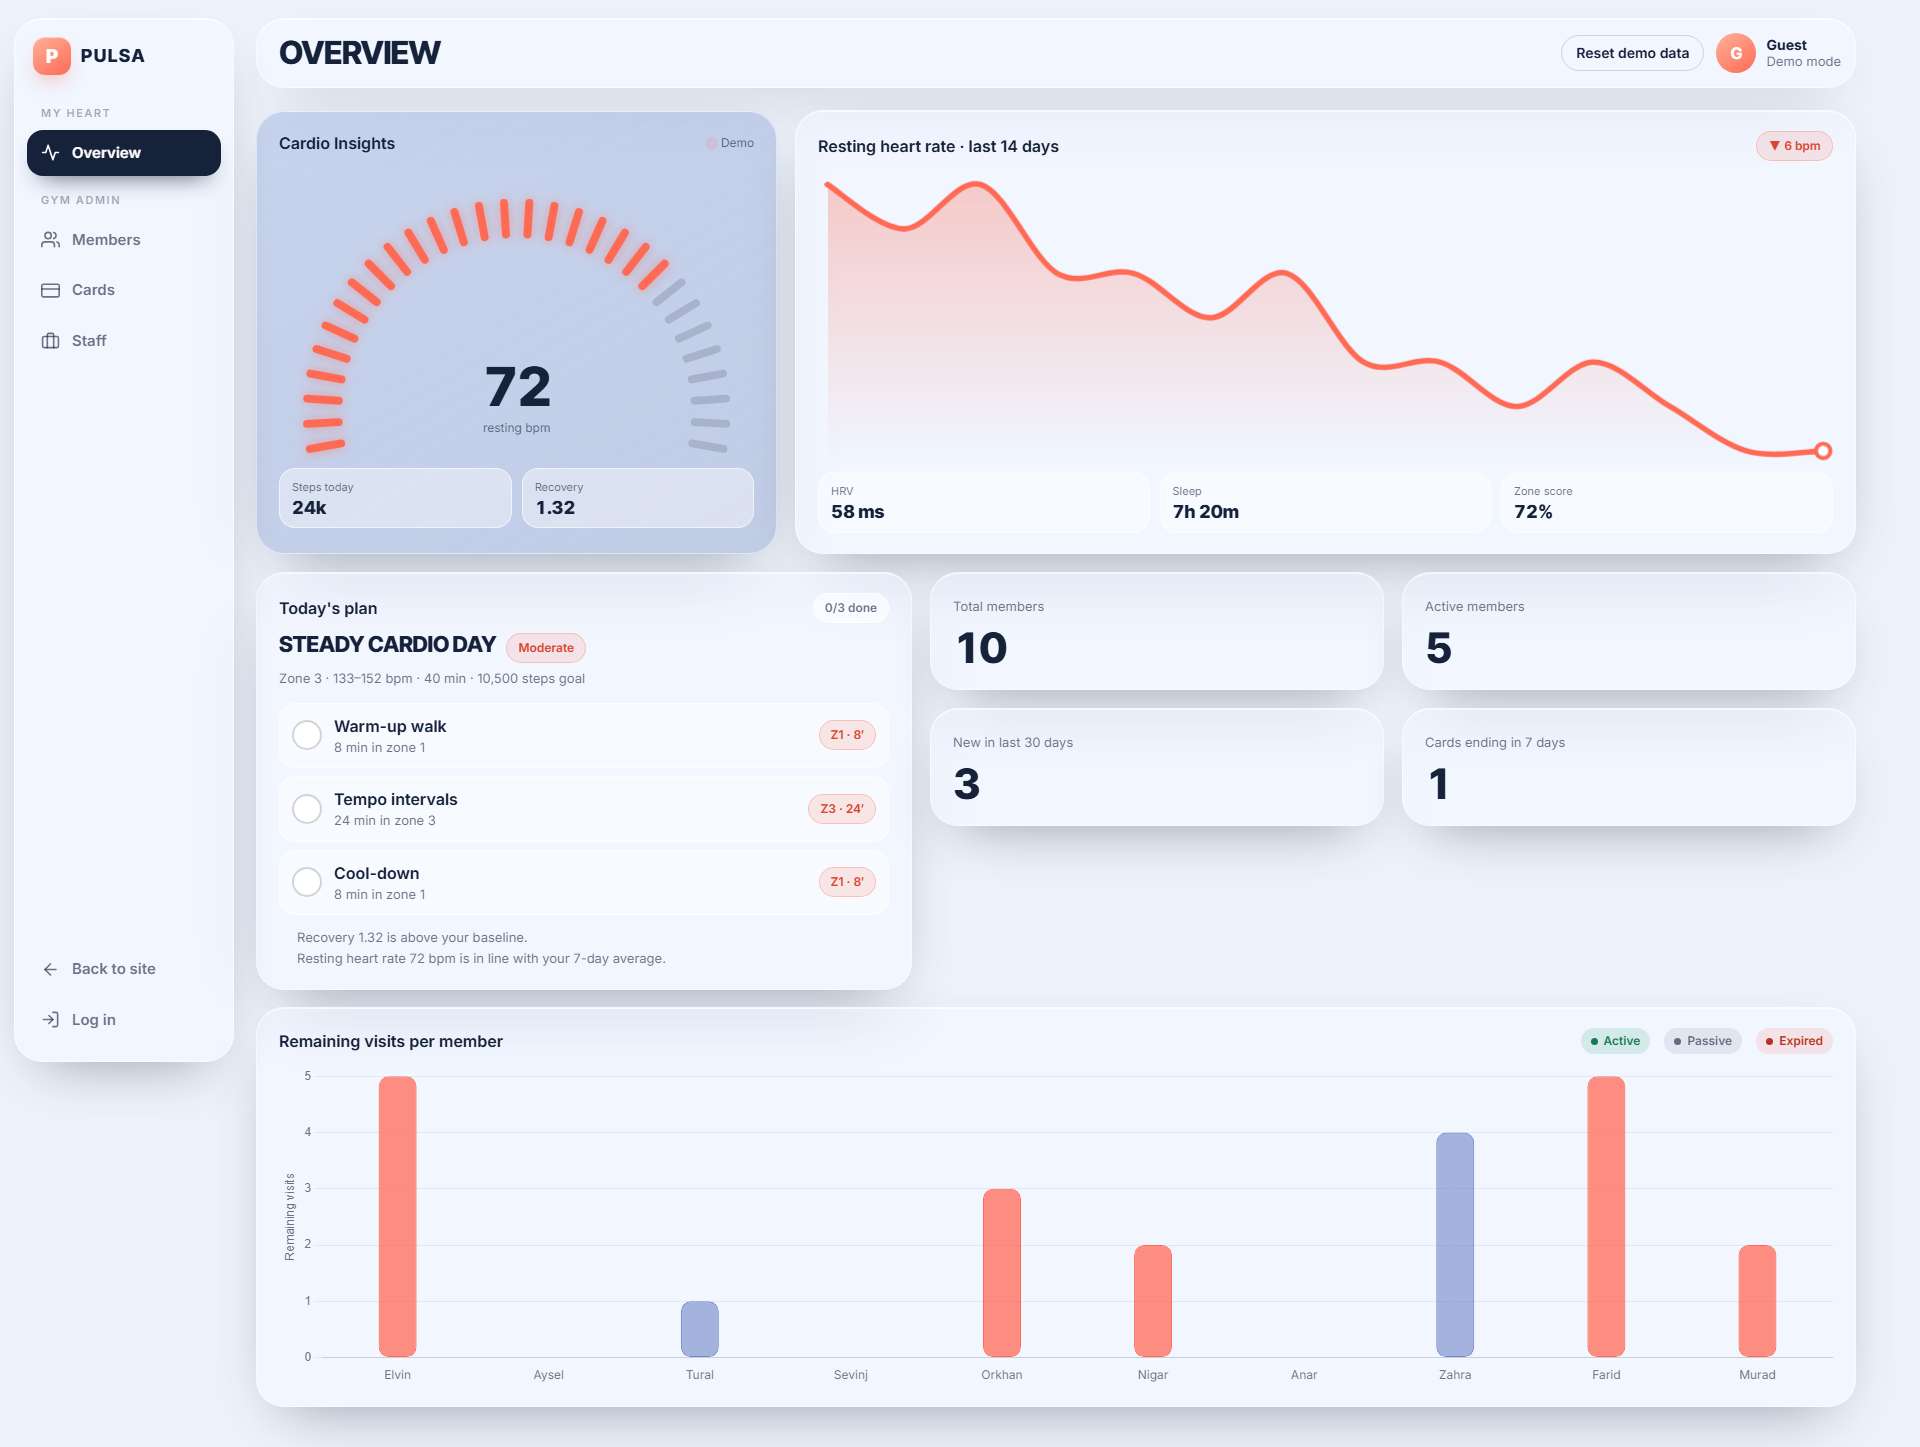 P PULSA
MY HEART
Overview
GYM ADMIN
Members
Cards
Staff
Back to site
Log in
OVERVIEW
Reset demo data
G
Guest
Demo mode
Cardio Insights
Demo
72
resting bpm
Steps today
24k
Recovery
1.32
Resting heart rate · last 14 days
▼ 6 bpm
HRV
58 ms
Sleep
7h 20m
Zone score
72%
Today's plan
0/3 done
STEADY CARDIO DAY
Moderate
Zone 3 · 133–152 bpm · 40 min · 10,500 steps goal
Warm-up walk
8 min in zone 1
Z1 · 8′
Tempo intervals
24 min in zone 3
Z3 · 24′
Cool-down
8 min in zone 1
Z1 · 8′
Recovery 1.32 is above your baseline.
Resting heart rate 72 bpm is in line with your 7-day average.
Total members
10
Active members
5
New in last 30 days
3
Cards ending in 7 days
1
Remaining visits per member
Active
Passive
Expired
Remaining visits
5
4
3
2
1
0
Elvin
Aysel
Tural
Sevinj
Orkhan
Nigar
Anar
Zahra
Farid
Murad